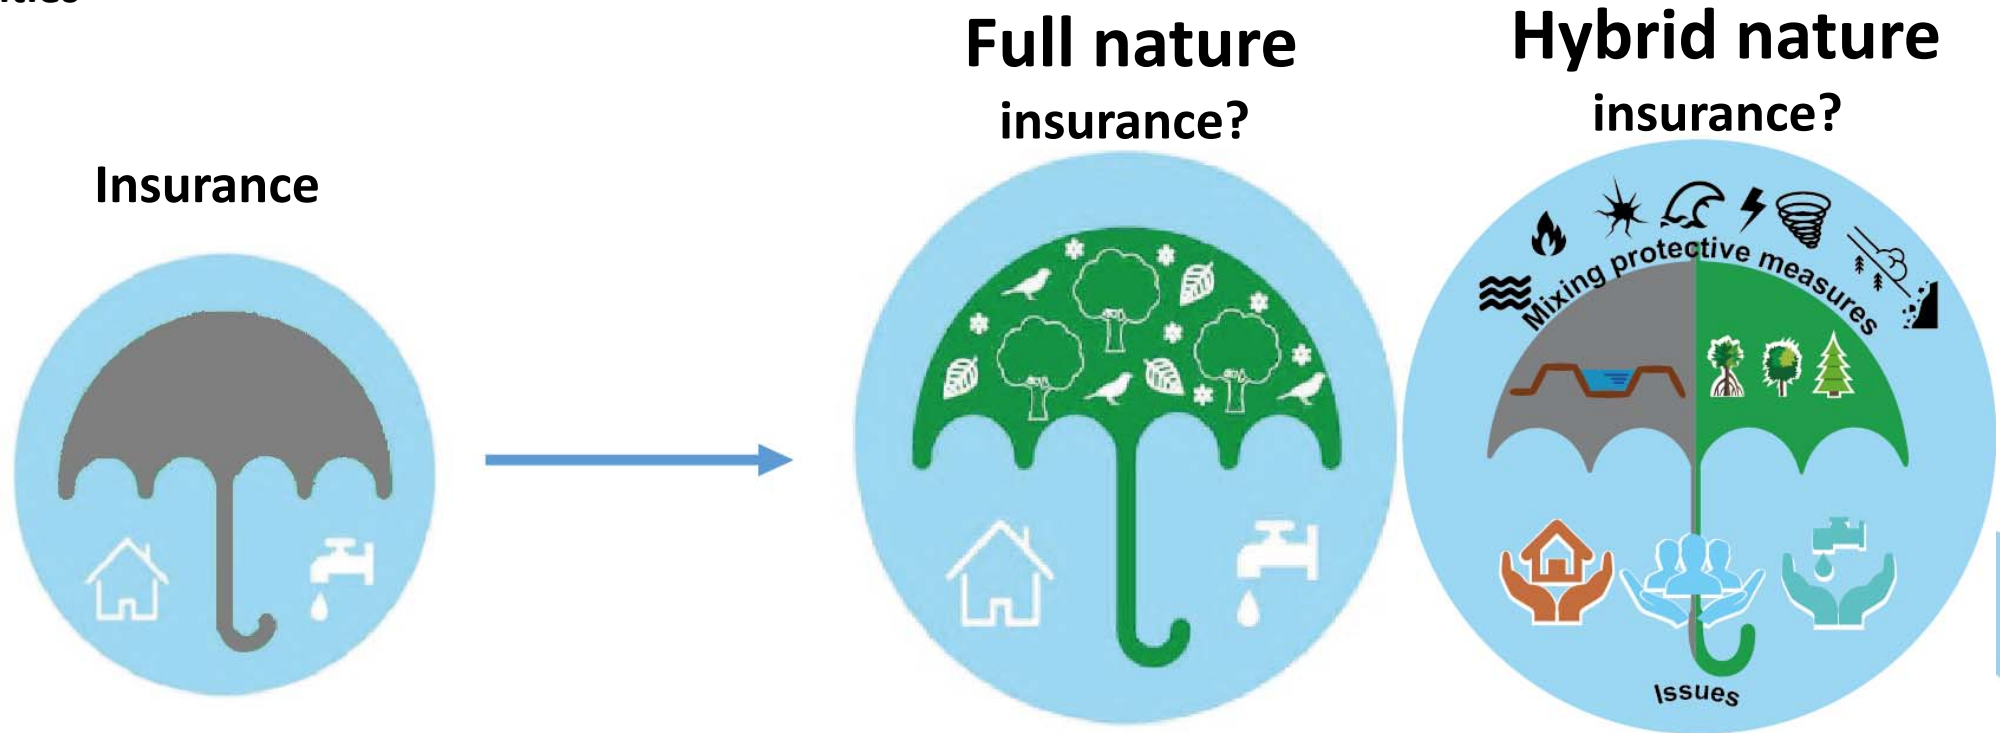 Insurance
Full nature
insurance?
Hybrid nature
insurance?
Mixing protective measures
Issues